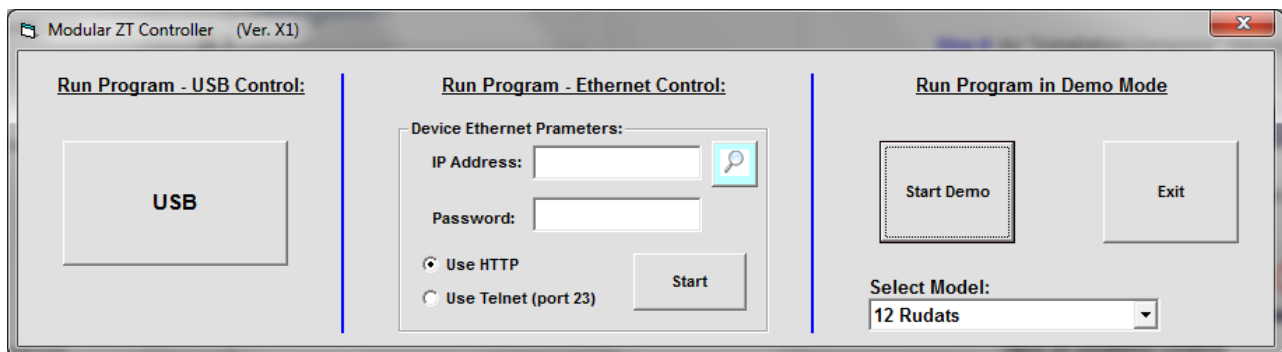 Modular ZT Controller (Ver. X1)
Run Program - USB Control:
USB
Run Program - Ethernet Control:
Device Ethernet Prameters:
IP Address:
Password:
Use HTTP
Use Telnet (port 23)
Start
Run Program in Demo Mode
Start Demo
Exit
Select Model:
12 Rudats